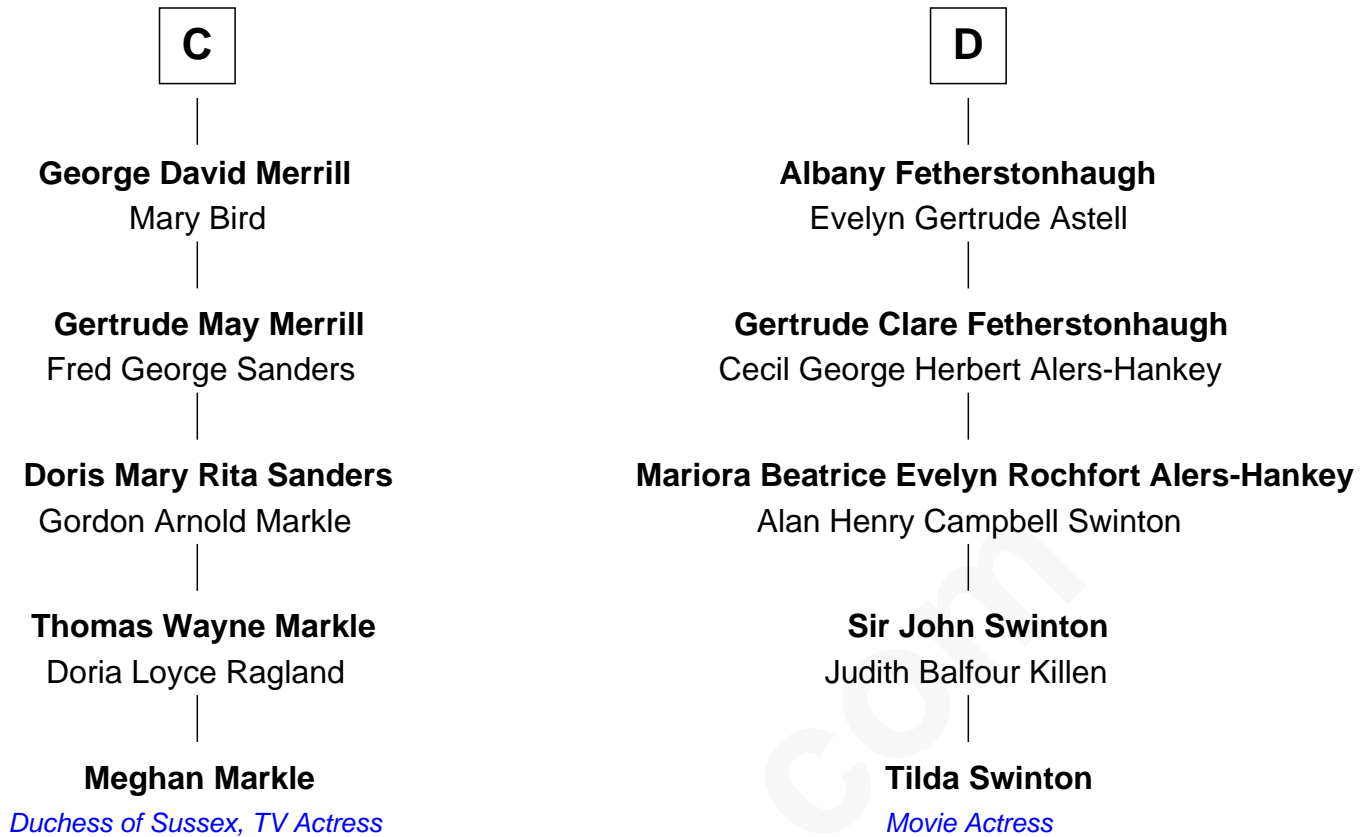 C
George David Merrill
Mary Bird
Gertrude May Merrill
Fred George Sanders
Doris Mary Rita Sanders
Gordon Arnold Markle
Thomas Wayne Markle
Doria Loyce Ragland
Meghan Markle
Duchess of Sussex, TV Actress
D
Albany Fetherstonhaugh
Evelyn Gertrude Astell
Gertrude Clare Fetherstonhaugh
Cecil George Herbert Alers-Hankey
Mariora Beatrice Evelyn Rochfort Alers-Hankey
Alan Henry Campbell Swinton
Sir John Swinton
Judith Balfour Killen
Tilda Swinton
Movie Actress
com